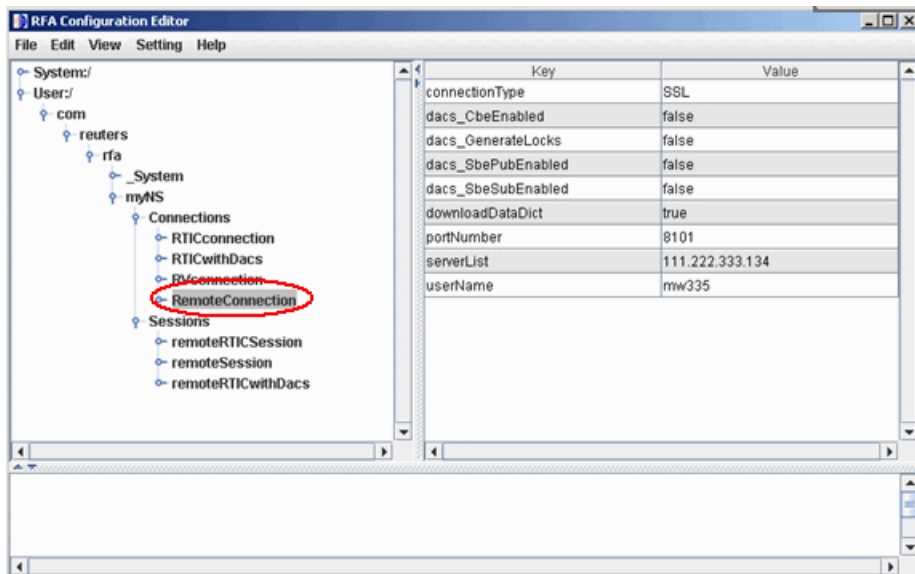 RFA Configuration Editor
File Edit View Setting Help
System:/
User:/
com
reuters
rfa
_System
myNS
Connections
RTICconnection
RTICwithDacs
RVconnection
RemoteConnection
Sessions
remoteRTICSession
remoteSession
remoteRTICwithDacs
Key Value
connectionType SSL
dacs_CbeEnabled false
dacs_GenerateLocks false
dacs_SbePubEnabled false
dacs_SbeSubEnabled false
downloadDataDict true
portNumber 8101
serverList 111.222.333.134
userName mw335